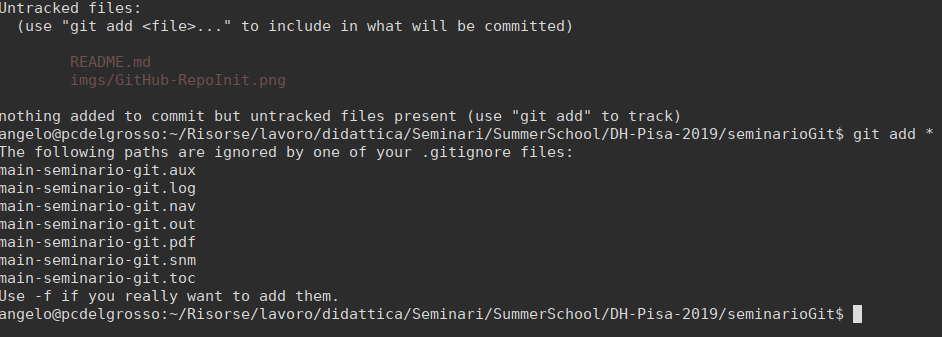 Untracked files:
(use "git add <file>..." to include in what will be committed)
README.md
imgs/GitHub-RepoInit.png
nothing added to commit but untracked files present (use "git add" to track)
angelo@pcdelgrosso:~/Risorse/lavoro/didattica/Seminari/SummerSchool/DH-Pisa-2019/seminarioGit$ git add *
The following paths are ignored by one of your .gitignore files:
main-seminario-git.aux
main-seminario-git.log
main-seminario-git.nav
main-seminario-git.out
main-seminario-git.pdf
main-seminario-git.snm
main-seminario-git.toc
Use -f if you really want to add them.
angelo@pcdelgrosso:~/Risorse/lavoro/didattica/Seminari/SummerSchool/DH-Pisa-2019/seminarioGit$